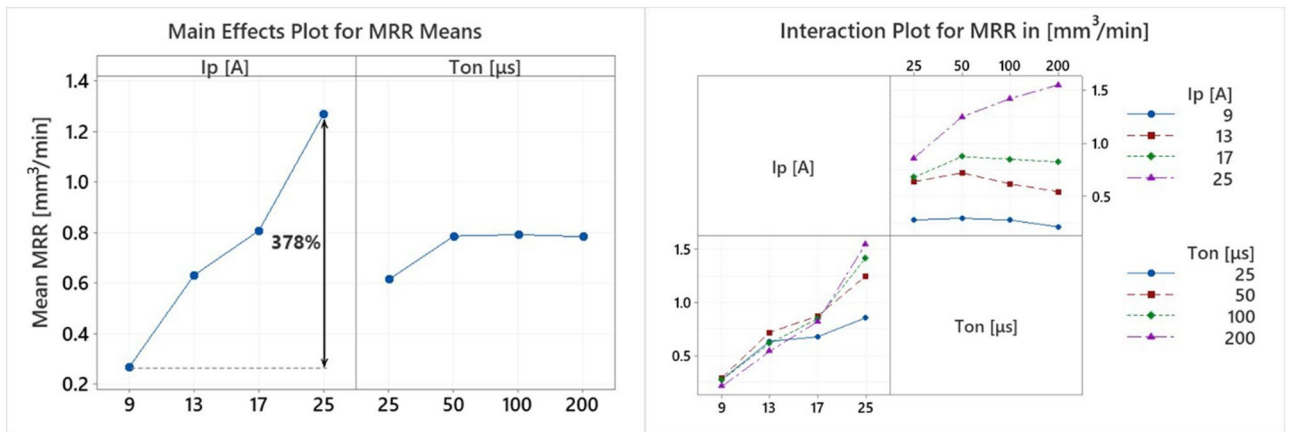 Main Effects Plot for MRR Means
Ip [A] Ton [µs]
Mean MRR [mm³/min]
1.4
1.2
1.0
0.8
0.6
0.4
0.2
378%
9 13 17 25 25 50 100 200
Interaction Plot for MRR in [mm³/min]
25 50 100 200
Ip [A]
1.5
1.0
0.5
Ip [A]
9
13
17
25
1.5
1.0
0.5
Ton [µs]
Ton [µs]
25
50
100
200
9 13 17 25